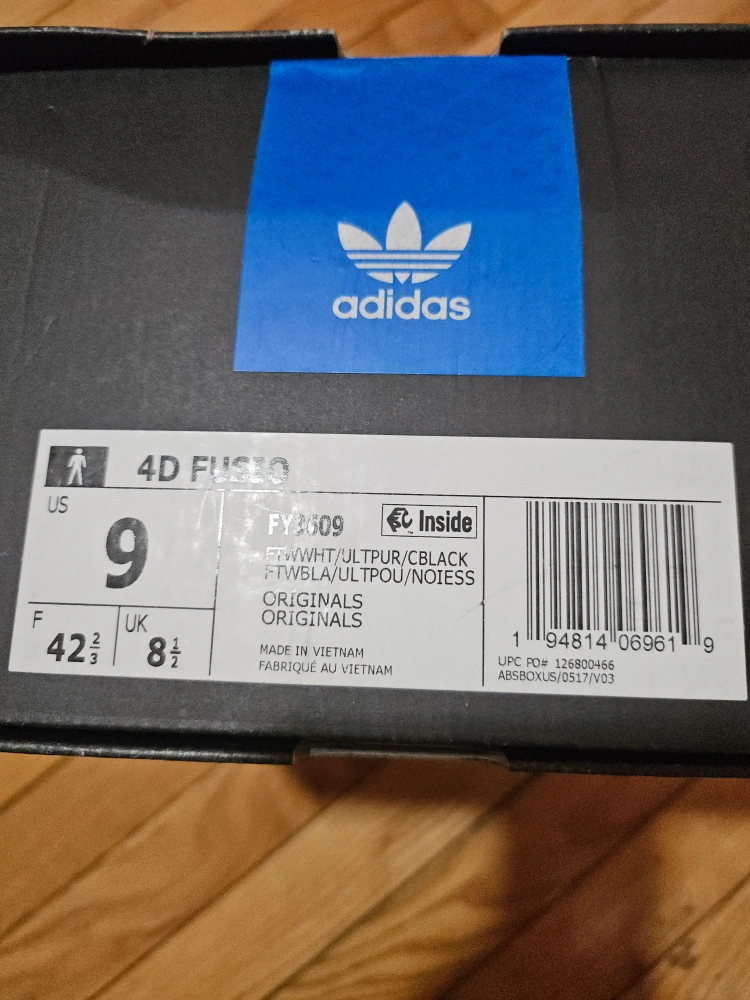 adidas
4D FUSIO
US
9
F
42 2/3
UK
8 1/2
FY3609
Inside
FTWWHT/ULTPUR/CBLACK
FTWBLA/ULTPOU/NOIESS
ORIGINALS
ORIGINALS
MADE IN VIETNAM
FABRIQUÉ AU VIETNAM
1 94814 06961 9
UPC PO# 126800466
ABSBOXUS/0517/V03